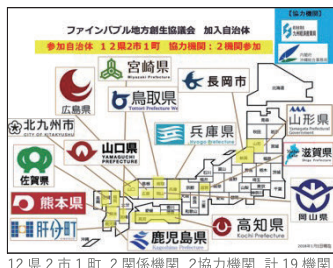 ファインバブル地方創生協議会 加入自治体
参加自治体 12県2市1町 協力機関:2機関参加
【協力機関】
宮崎県
Miyazaki Prefecture
長岡市
広島県
鳥取県
Tottori Prefecture
北九州市
CITY OF KITAKYUSHU
兵庫県
Hyogo Prefecture
山形県
Yamagata Prefectural Government
山口県
YAMAGUCHI PREFECTURE
滋賀県
佐賀県
熊本県
岡山県
高知県
Kochi Prefecture
鹿児島県
Kagoshima Prefecture
12県2市1町、2関係機関、2協力機関 計19機関